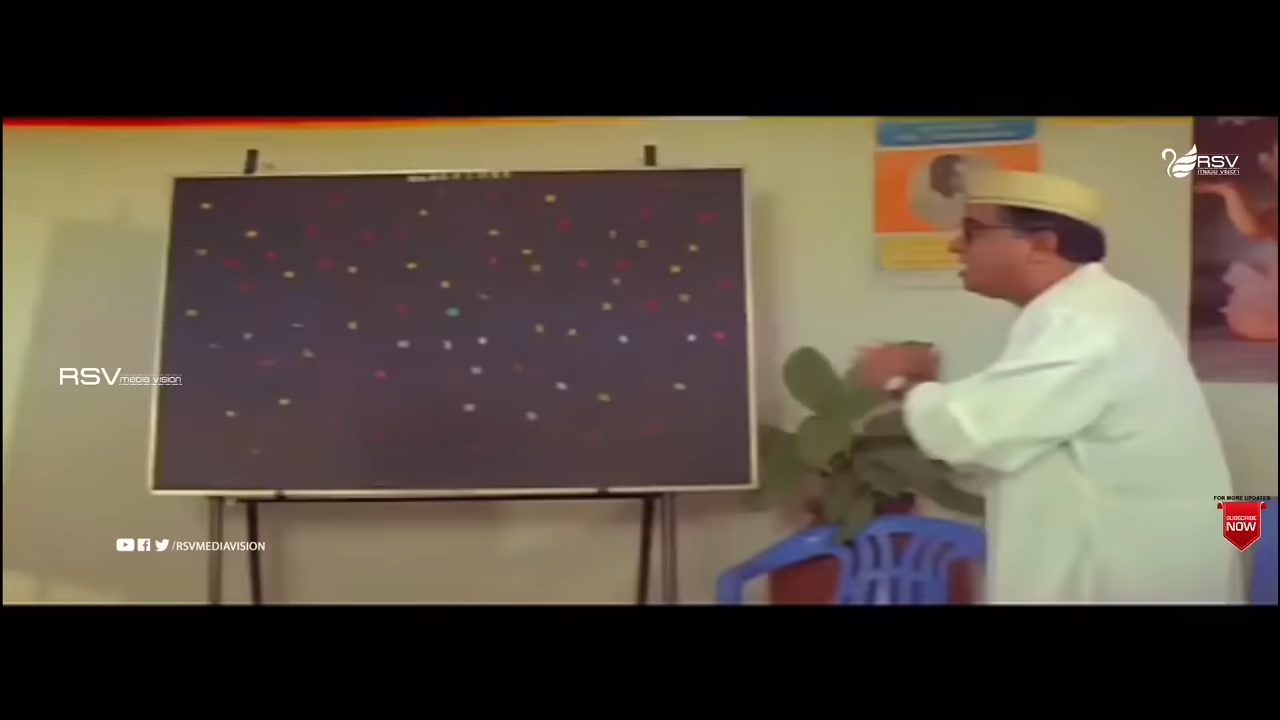 RSV
RSV
media vision
FOR MORE UPDATES
SUBSCRIBE
NOW
/RSVMEDIAVISION